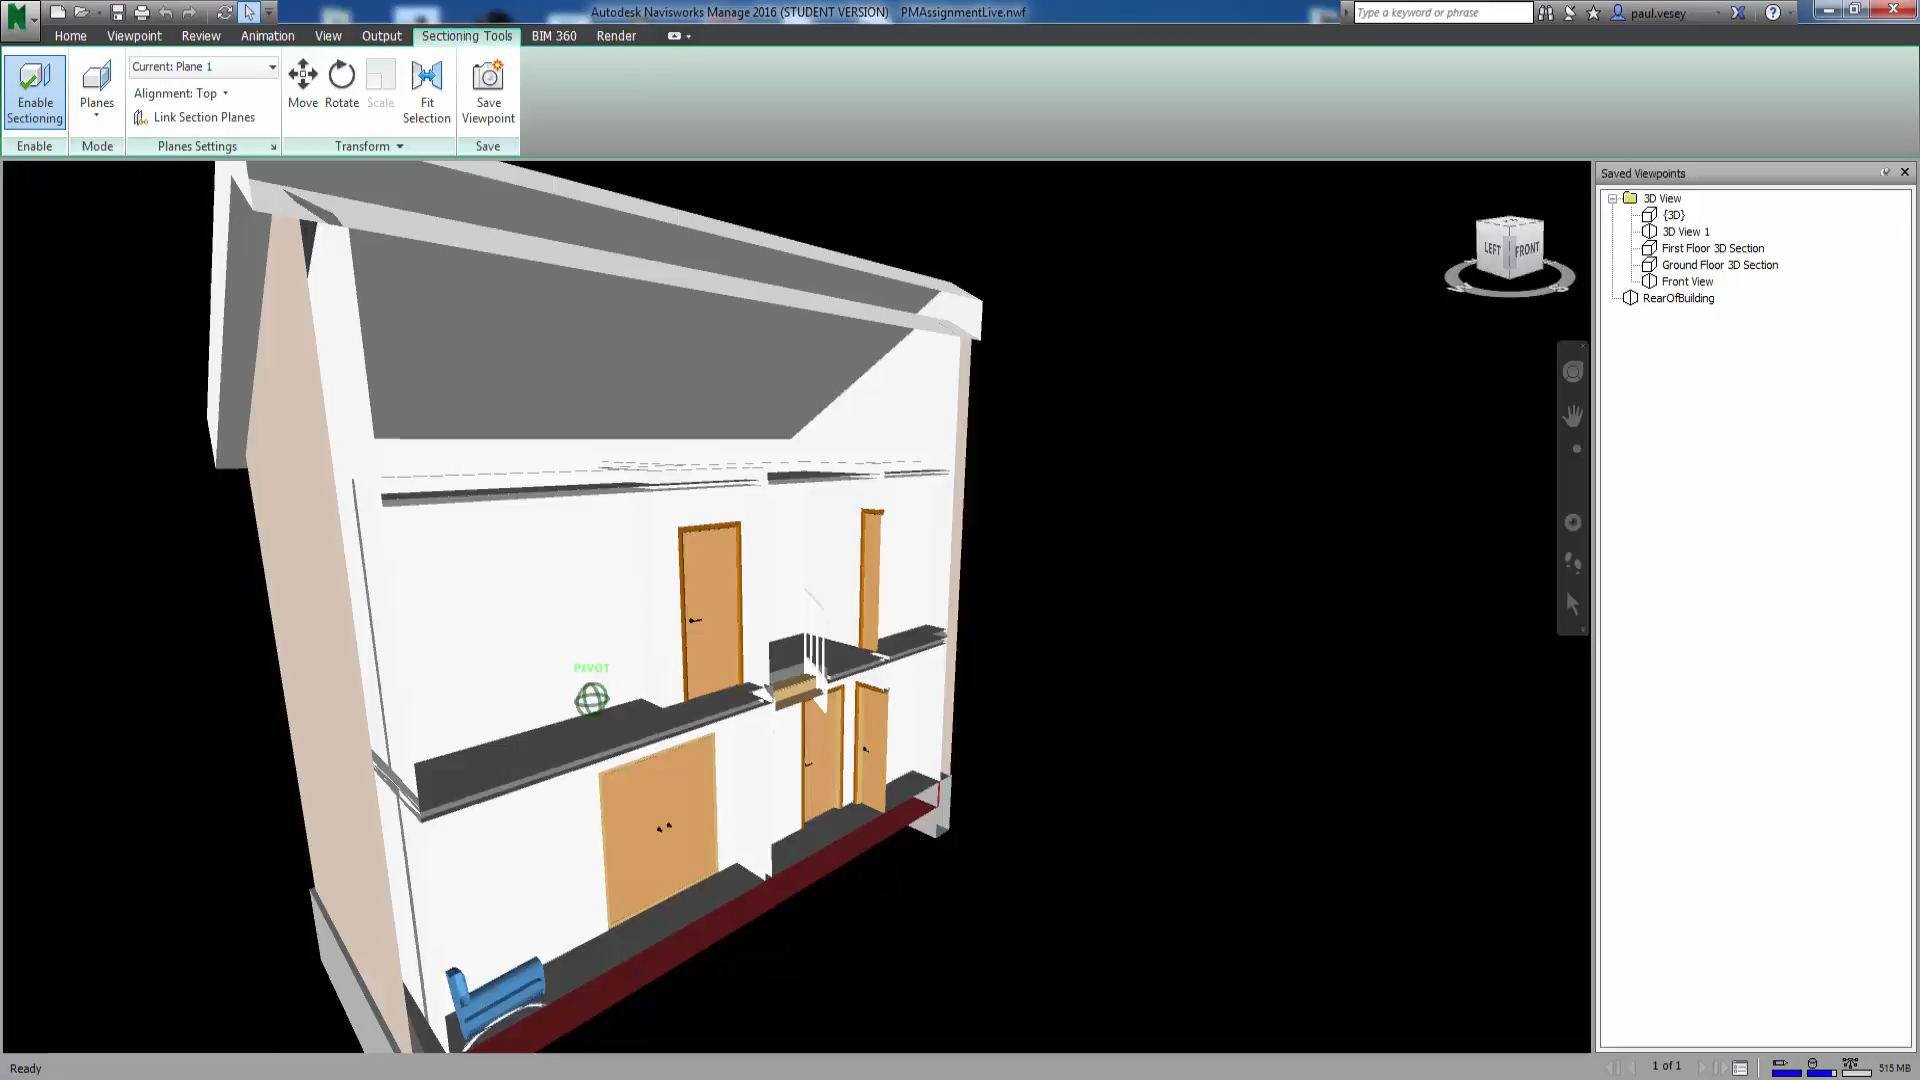 Autodesk Navisworks Manage 2016 (STUDENT VERSION) PMAssignmentLive.nwf
Type a keyword or phrase
paul.vesey
Home Viewpoint Review Animation View Output Sectioning Tools BIM 360 Render
Enable Sectioning
Planes
Current: Plane 1
Alignment: Top
Link Section Planes
Move Rotate Scale
Fit Selection
Save Viewpoint
Enable Mode Planes Settings Transform Save
Saved Viewpoints
3D View
{3D}
3D View 1
First Floor 3D Section
Ground Floor 3D Section
Front View
RearOfBuilding
LEFT FRONT
PIVOT
Ready
1 of 1
515 MB